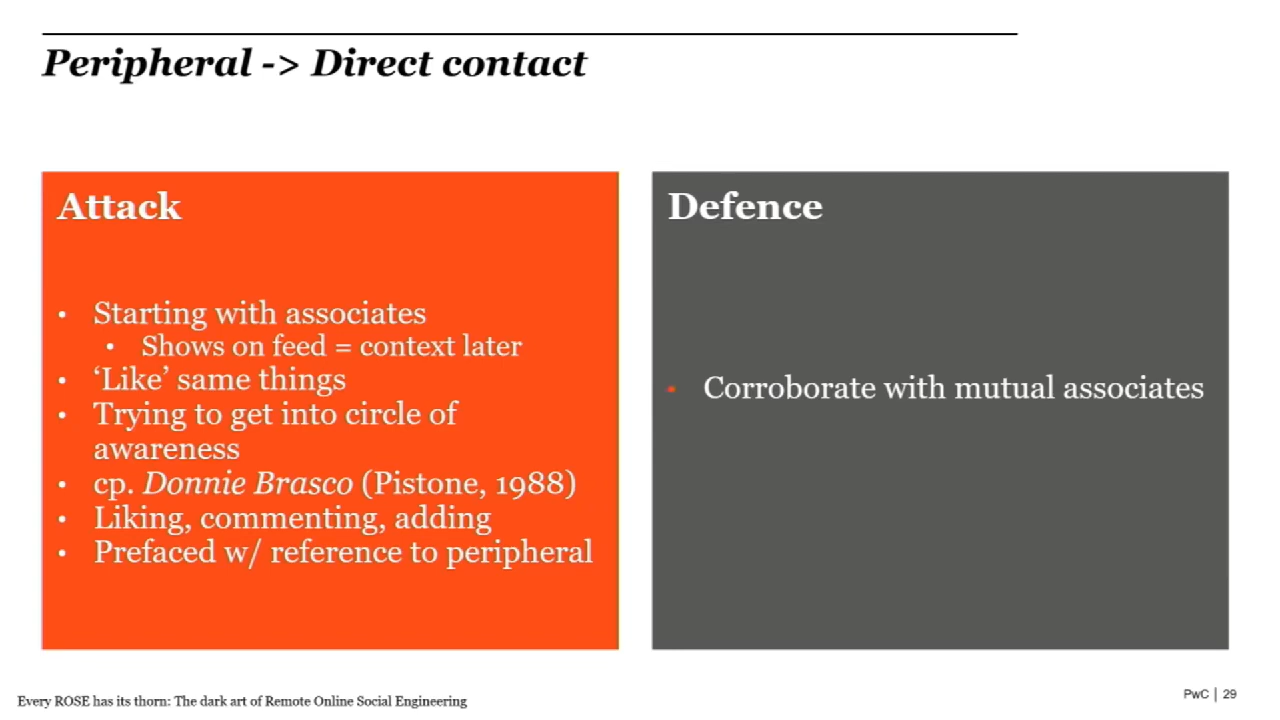 Peripheral -> Direct contact
Attack
• Starting with associates
• Shows on feed = context later
• ‘Like’ same things
• Trying to get into circle of
awareness
• cp. Donnie Brasco (Pistone, 1988)
• Liking, commenting, adding
• Prefaced w/ reference to peripheral
Defence
• Corroborate with mutual associates
Every ROSE has its thorn: The dark art of Remote Online Social Engineering
PwC | 29